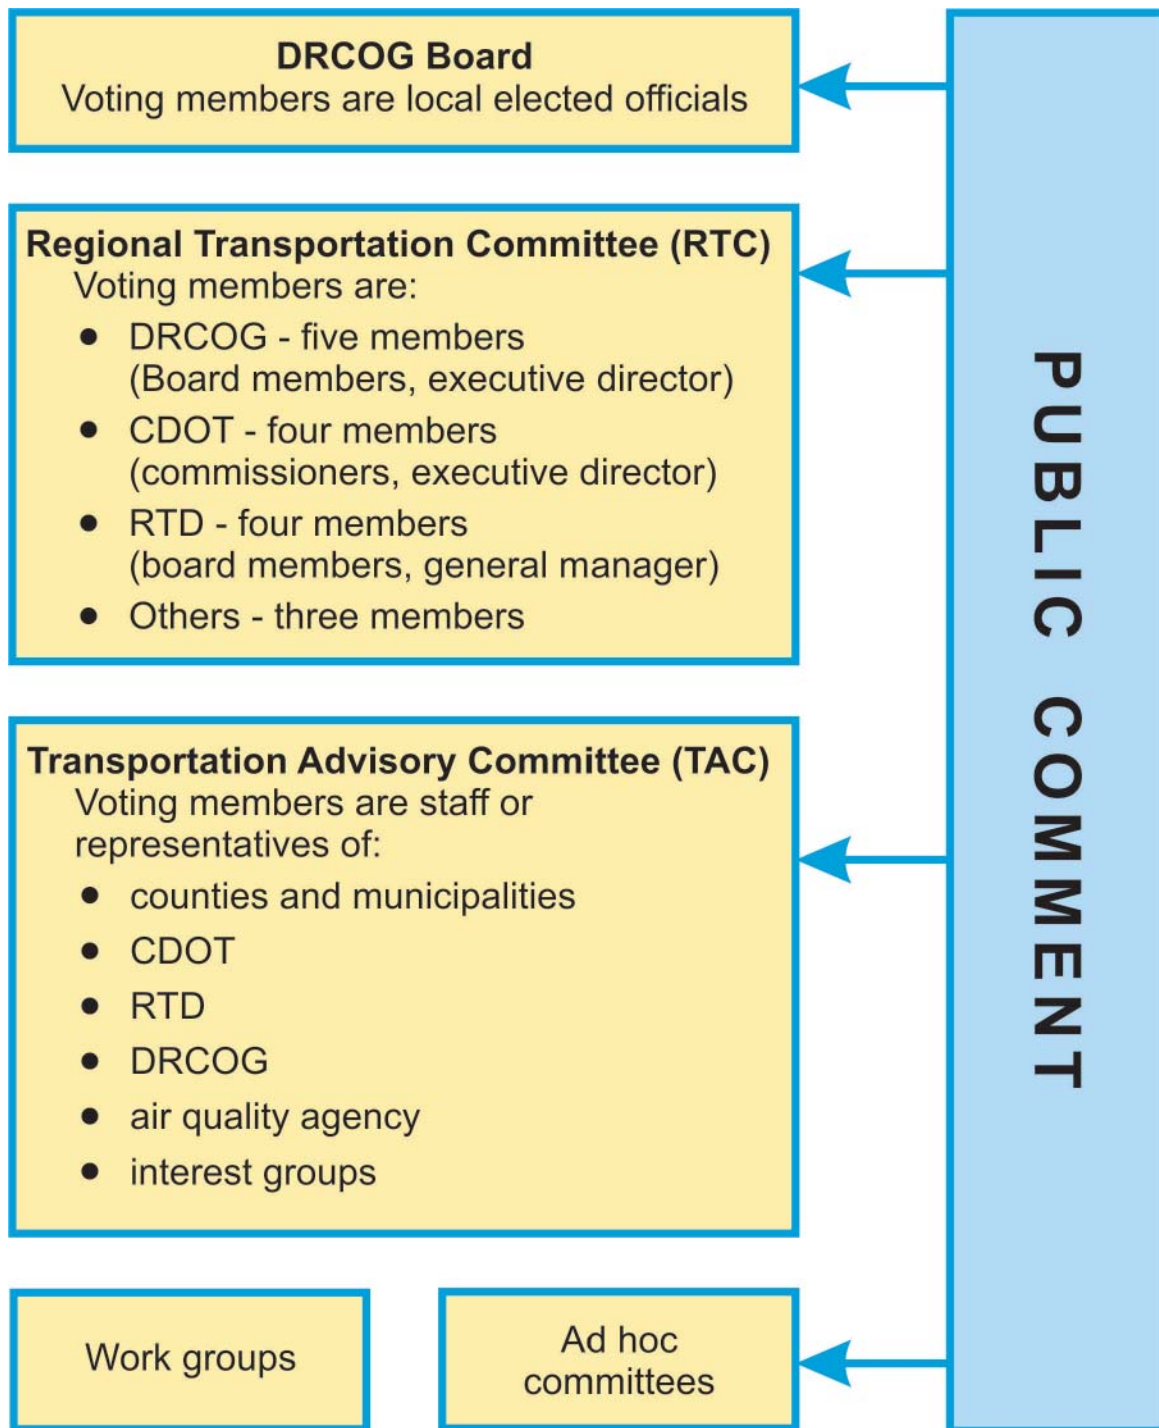 DRCOG Board
Voting members are local elected officials
Regional Transportation Committee (RTC)
Voting members are:
● DRCOG - five members
(Board members, executive director)
● CDOT - four members
(commissioners, executive director)
● RTD - four members
(board members, general manager)
● Others - three members
Transportation Advisory Committee (TAC)
Voting members are staff or
representatives of:
● counties and municipalities
● CDOT
● RTD
● DRCOG
● air quality agency
● interest groups
Work groups
Ad hoc
committees
PUBLIC COMMENT